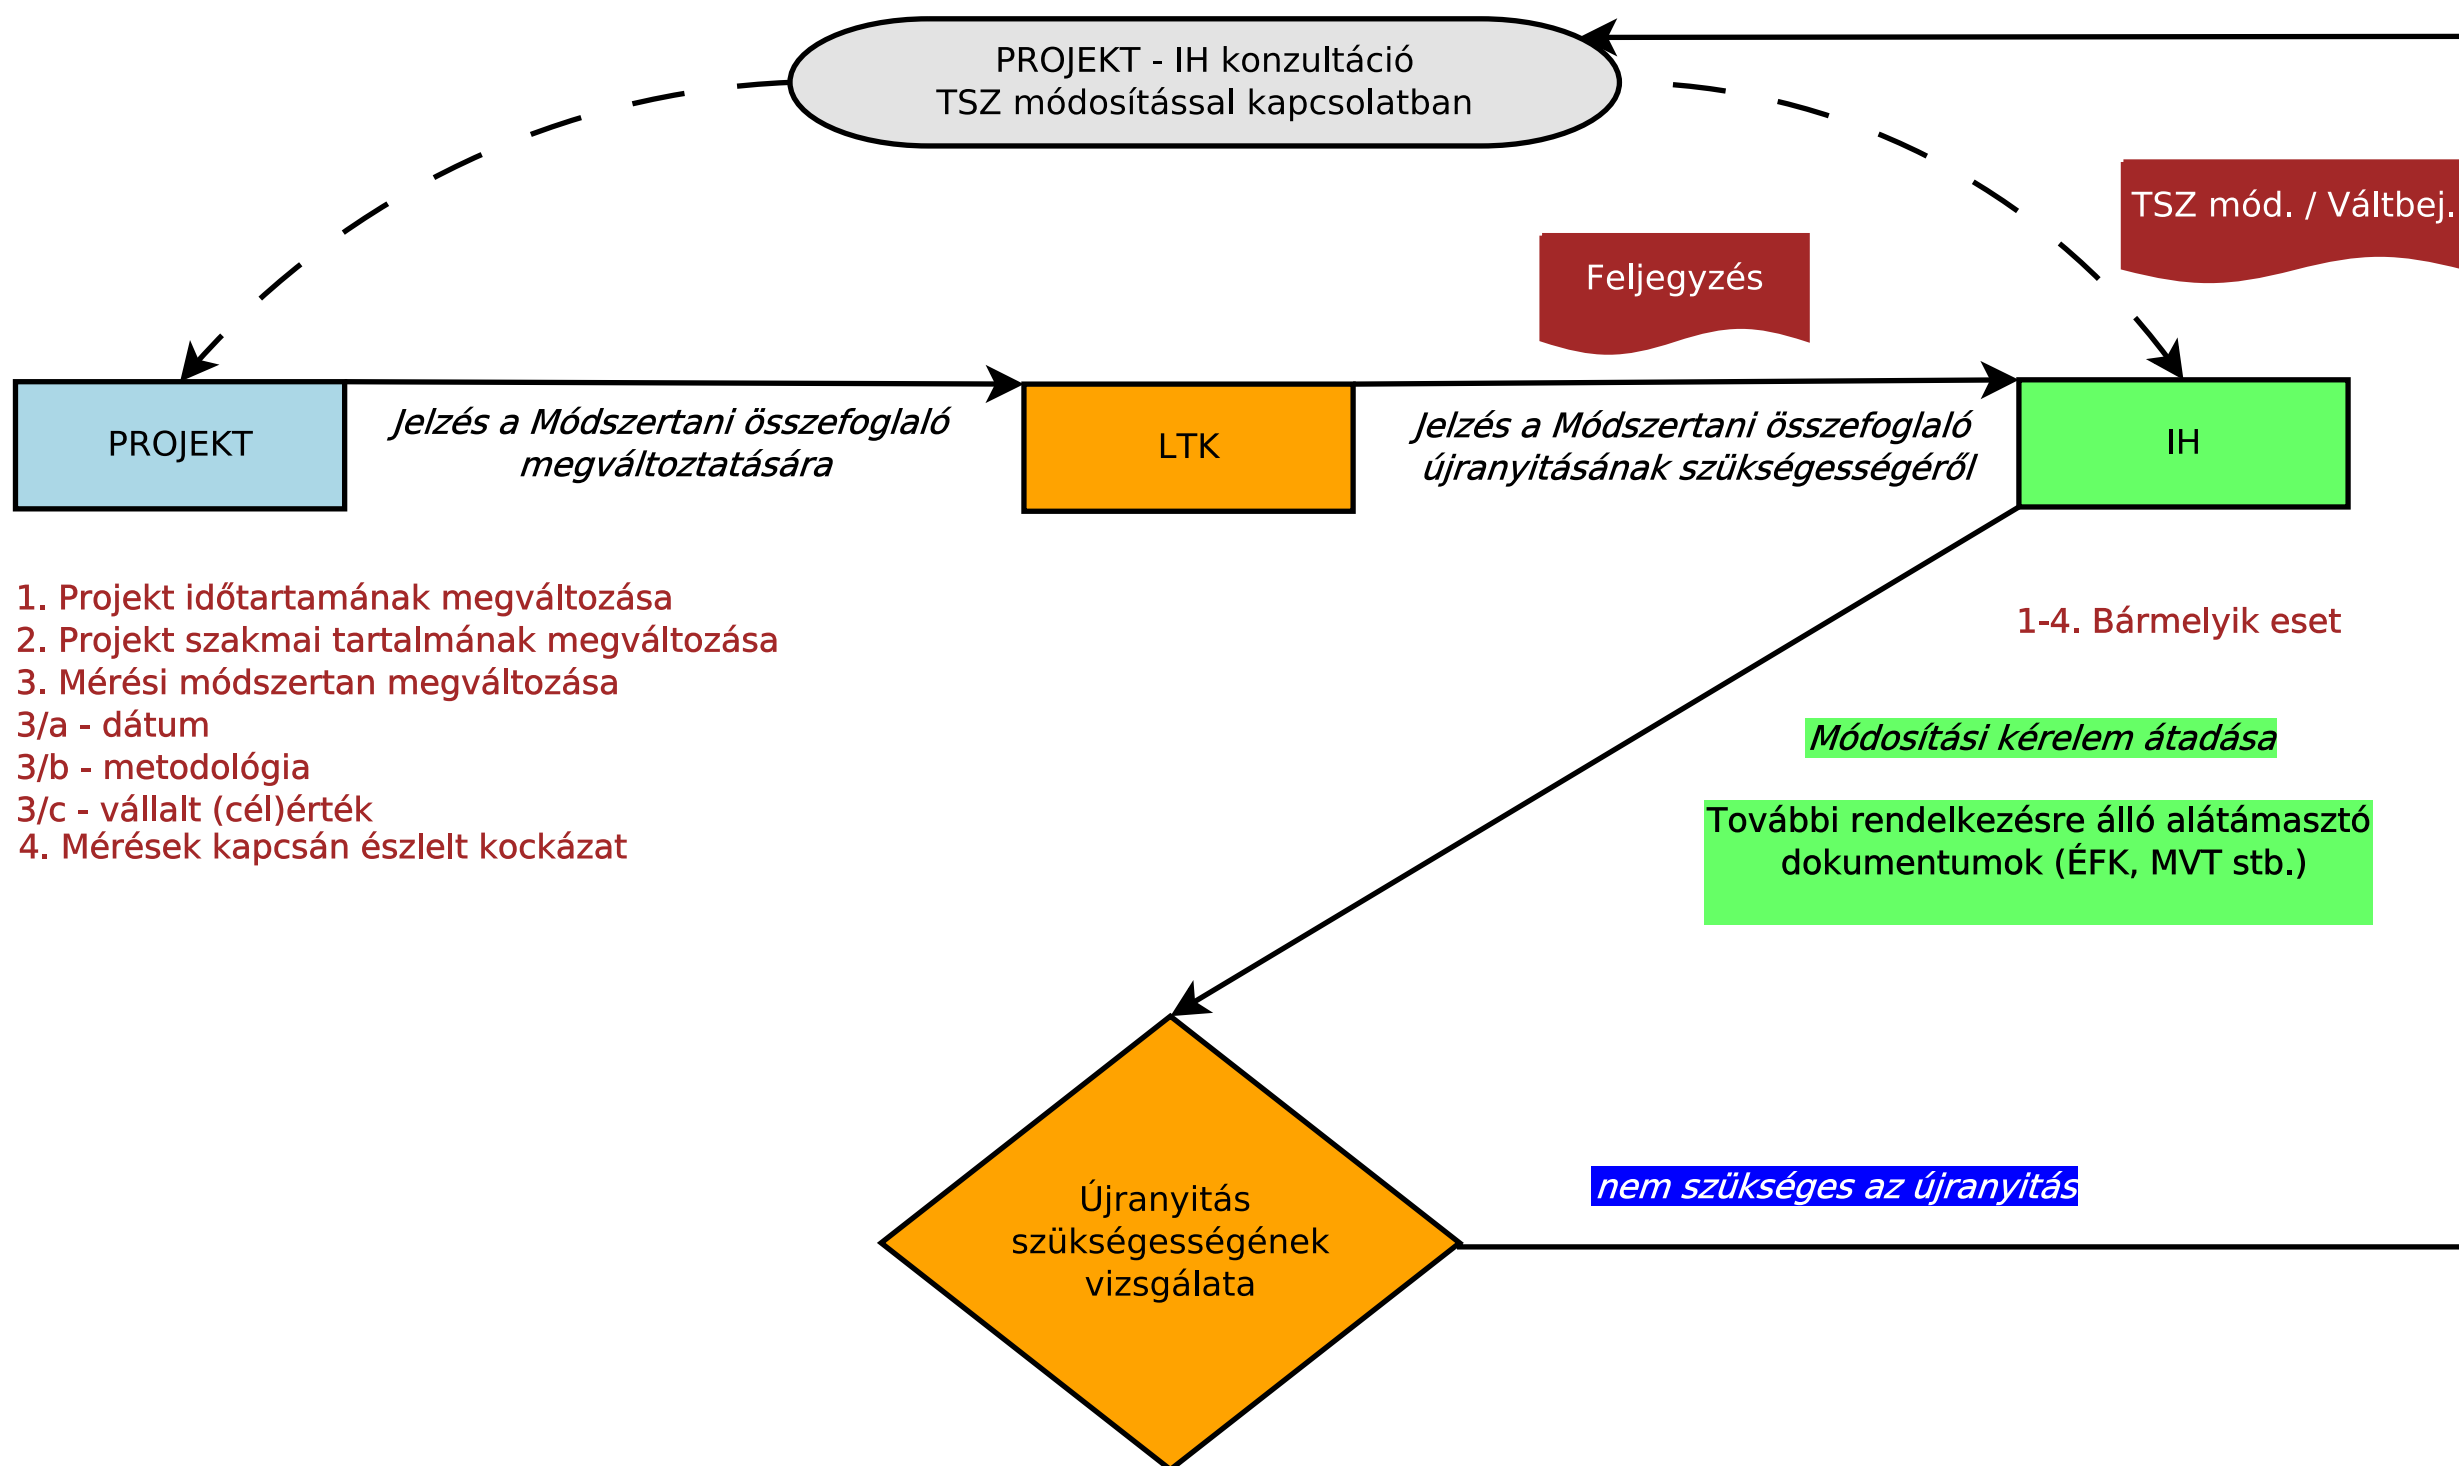 PROJEKT - IH konzultáció
TSZ módosítással kapcsolatban
TSZ mód. / Váltbej.
Feljegyzés
PROJEKT
Jelzés a Módszertani összefoglaló
megváltoztatására
LTK
Jelzés a Módszertani összefoglaló
újranyitásának szükségességéről
IH
1. Projekt időtartamának megváltozása
2. Projekt szakmai tartalmának megváltozása
3. Mérési módszertan megváltozása
3/a - dátum
3/b - metodológia
3/c - vállalt (cél)érték
4. Mérések kapcsán észlelt kockázat
1-4. Bármelyik eset
Módosítási kérelem átadása
További rendelkezésre álló alátámasztó
dokumentumok (ÉFK, MVT stb.)
Újranyitás
szükségességének
vizsgálata
nem szükséges az újranyitás